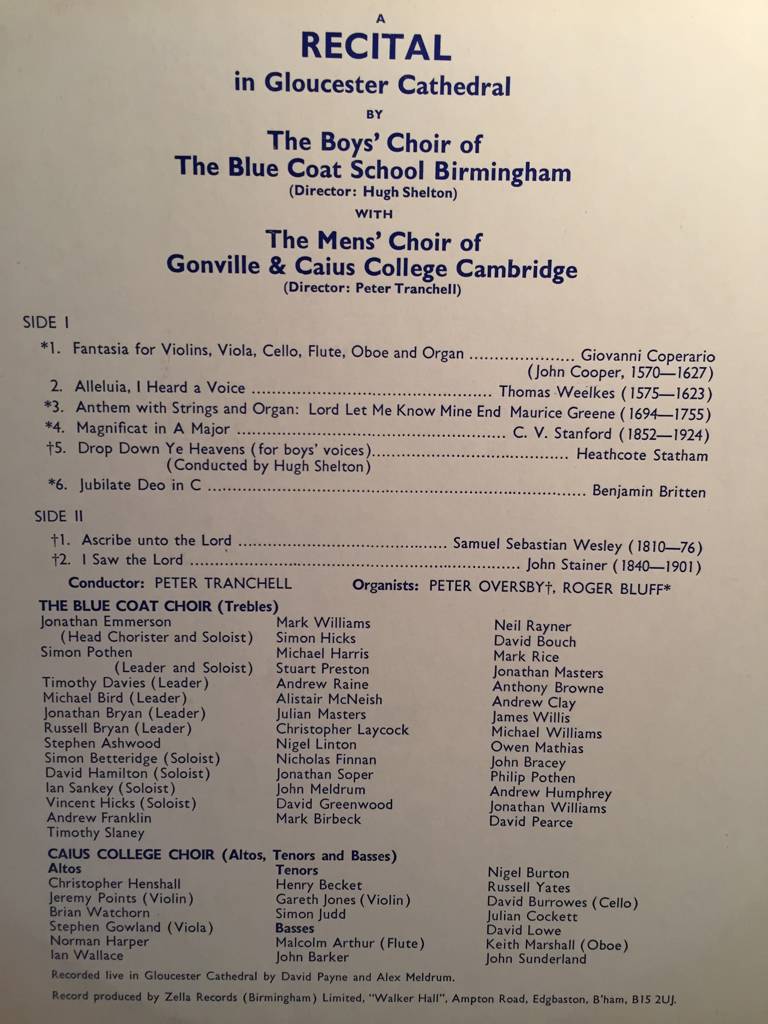 A
RECITAL
in Gloucester Cathedral
BY
The Boys' Choir of
The Blue Coat School Birmingham
(Director: Hugh Shelton)
WITH
The Mens' Choir of
Gonville & Caius College Cambridge
(Director: Peter Tranchell)
SIDE I
*1. Fantasia for Violins, Viola, Cello, Flute, Oboe and Organ ..................... Giovanni Coperario
(John Cooper, 1570—1627)
2. Alleluia, I Heard a Voice ................................................ Thomas Weelkes (1575—1623)
*3. Anthem with Strings and Organ: Lord Let Me Know Mine End Maurice Greene (1694—1755)
*4. Magnificat in A Major ...................................................... C. V. Stanford (1852—1924)
†5. Drop Down Ye Heavens (for boys' voices)....................................... Heathcote Statham
(Conducted by Hugh Shelton)
*6. Jubilate Deo in C ............................................................................ Benjamin Britten
SIDE II
†1. Ascribe unto the Lord .......................................... Samuel Sebastian Wesley (1810—76)
†2. I Saw the Lord .................................................................. John Stainer (1840—1901)
Conductor: PETER TRANCHELL Organists: PETER OVERSBY†, ROGER BLUFF*
THE BLUE COAT CHOIR (Trebles)
Jonathan Emmerson
(Head Chorister and Soloist)
Simon Pothen
(Leader and Soloist)
Timothy Davies (Leader)
Michael Bird (Leader)
Jonathan Bryan (Leader)
Russell Bryan (Leader)
Stephen Ashwood
Simon Betteridge (Soloist)
David Hamilton (Soloist)
Ian Sankey (Soloist)
Vincent Hicks (Soloist)
Andrew Franklin
Timothy Slaney
Mark Williams
Simon Hicks
Michael Harris
Stuart Preston
Andrew Raine
Alistair McNeish
Julian Masters
Christopher Laycock
Nigel Linton
Nicholas Finnan
Jonathan Soper
John Meldrum
David Greenwood
Mark Birbeck
Neil Rayner
David Bouch
Mark Rice
Jonathan Masters
Anthony Browne
Andrew Clay
James Willis
Michael Williams
Owen Mathias
John Bracey
Philip Pothen
Andrew Humphrey
Jonathan Williams
David Pearce
CAIUS COLLEGE CHOIR (Altos, Tenors and Basses)
Altos
Christopher Henshall
Jeremy Points (Violin)
Brian Watchorn
Stephen Gowland (Viola)
Norman Harper
Ian Wallace
Tenors
Henry Becket
Gareth Jones (Violin)
Simon Judd
Basses
Malcolm Arthur (Flute)
John Barker
Nigel Burton
Russell Yates
David Burrowes (Cello)
Julian Cockett
David Lowe
Keith Marshall (Oboe)
John Sunderland
Recorded live in Gloucester Cathedral by David Payne and Alex Meldrum.
Record produced by Zella Records (Birmingham) Limited, "Walker Hall", Ampton Road, Edgbaston, B'ham, B15 2UJ.